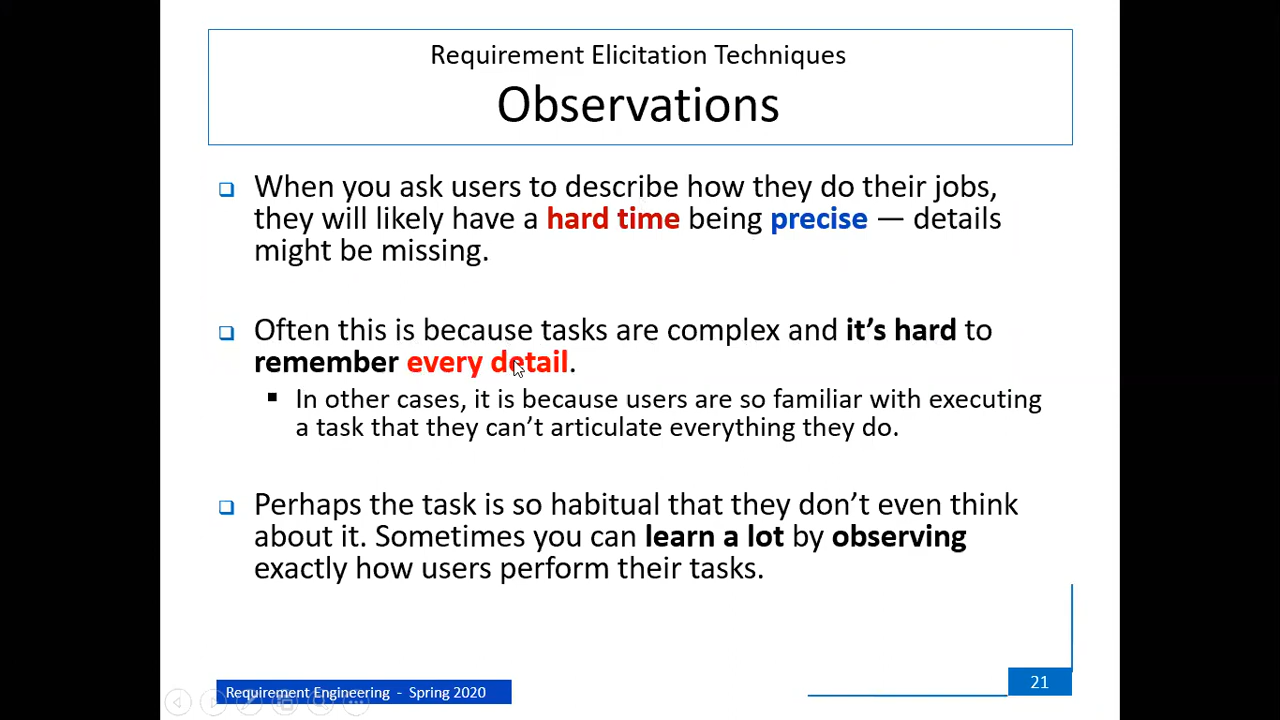 Requirement Elicitation Techniques
Observations
When you ask users to describe how they do their jobs,
they will likely have a hard time being precise — details
might be missing.
Often this is because tasks are complex and it’s hard to
remember every detail.
In other cases, it is because users are so familiar with executing
a task that they can’t articulate everything they do.
Perhaps the task is so habitual that they don’t even think
about it. Sometimes you can learn a lot by observing
exactly how users perform their tasks.
Requirement Engineering - Spring 2020
21